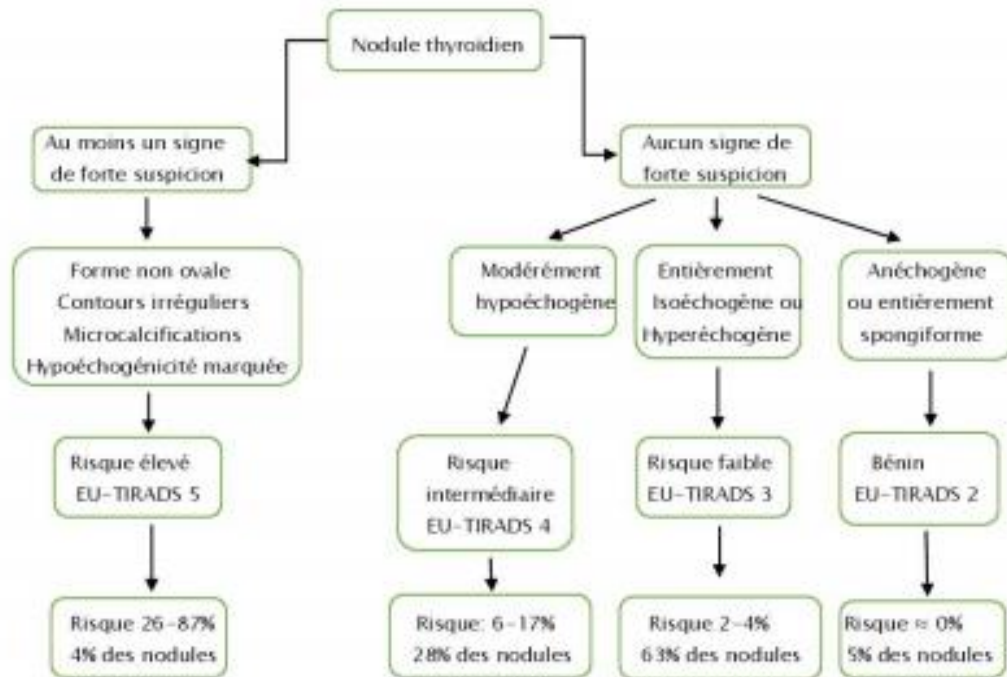 Nodule thyroïdien
Au moins un signe
de forte suspicion
Aucun signe de
forte suspicion
Forme non ovale
Contours irréguliers
Microcalcifications
Hypoéchogénicité marquée
Modérément
hypoéchogène
Entièrement
Isoéchogène ou
Hyperéchogène
Anéchogène
ou entièrement
spongiforme
Risque élevé
EU-TIRADS 5
Risque
intermédiaire
EU-TIRADS 4
Risque faible
EU-TIRADS 3
Bénin
EU-TIRADS 2
Risque 26-87%
4% des nodules
Risque: 6-17%
28% des nodules
Risque 2-4%
63% des nodules
Risque ≈ 0%
5% des nodules